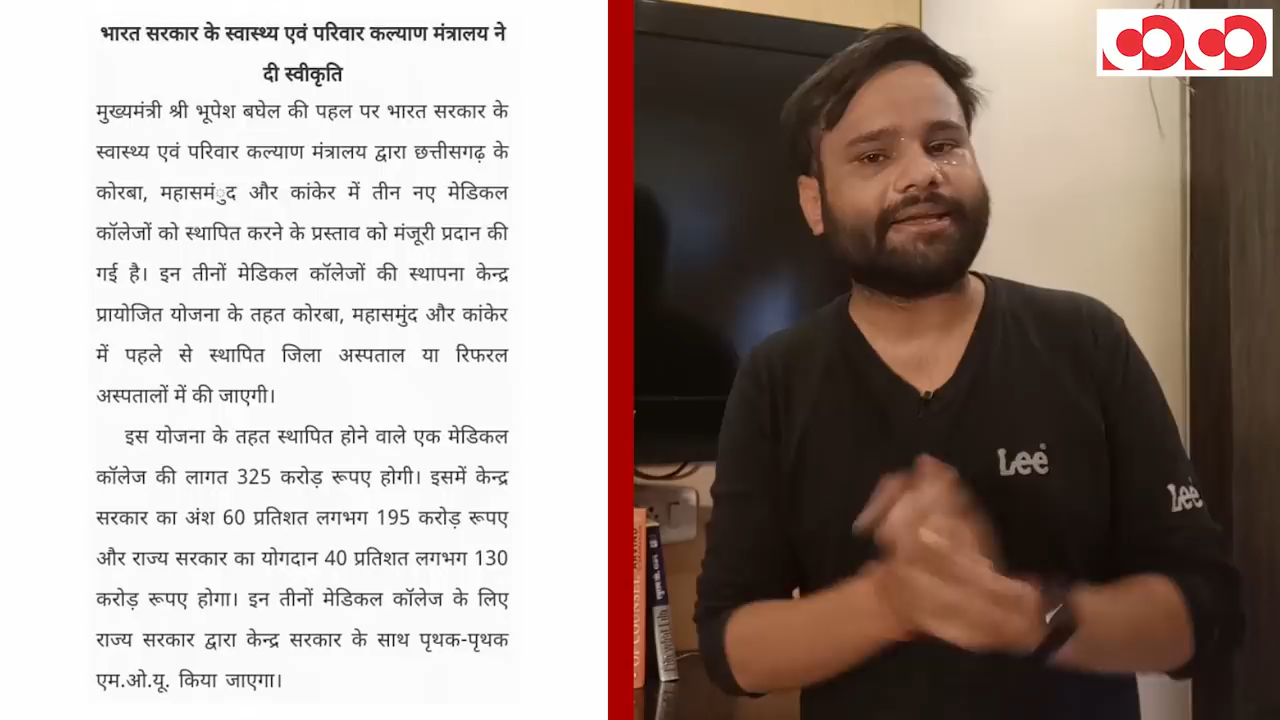 भारत सरकार के स्वास्थ्य एवं परिवार कल्याण मंत्रालय ने
दी स्वीकृति
मुख्यमंत्री श्री भूपेश बघेल की पहल पर भारत सरकार के
स्वास्थ्य एवं परिवार कल्याण मंत्रालय द्वारा छत्तीसगढ़ के
कोरबा, महासमंुद और कांकेर में तीन नए मेडिकल
कॉलेजों को स्थापित करने के प्रस्ताव को मंजूरी प्रदान की
गई है। इन तीनों मेडिकल कॉलेजों की स्थापना केन्द्र
प्रायोजित योजना के तहत कोरबा, महासमुंद और कांकेर
में पहले से स्थापित जिला अस्पताल या रिफरल
अस्पतालों में की जाएगी।
इस योजना के तहत स्थापित होने वाले एक मेडिकल
कॉलेज की लागत 325 करोड़ रूपए होगी। इसमें केन्द्र
सरकार का अंश 60 प्रतिशत लगभग 195 करोड़ रूपए
और राज्य सरकार का योगदान 40 प्रतिशत लगभग 130
करोड़ रूपए होगा। इन तीनों मेडिकल कॉलेज के लिए
राज्य सरकार द्वारा केन्द्र सरकार के साथ पृथक-पृथक
एम.ओ.यू. किया जाएगा।
Lee
Lee